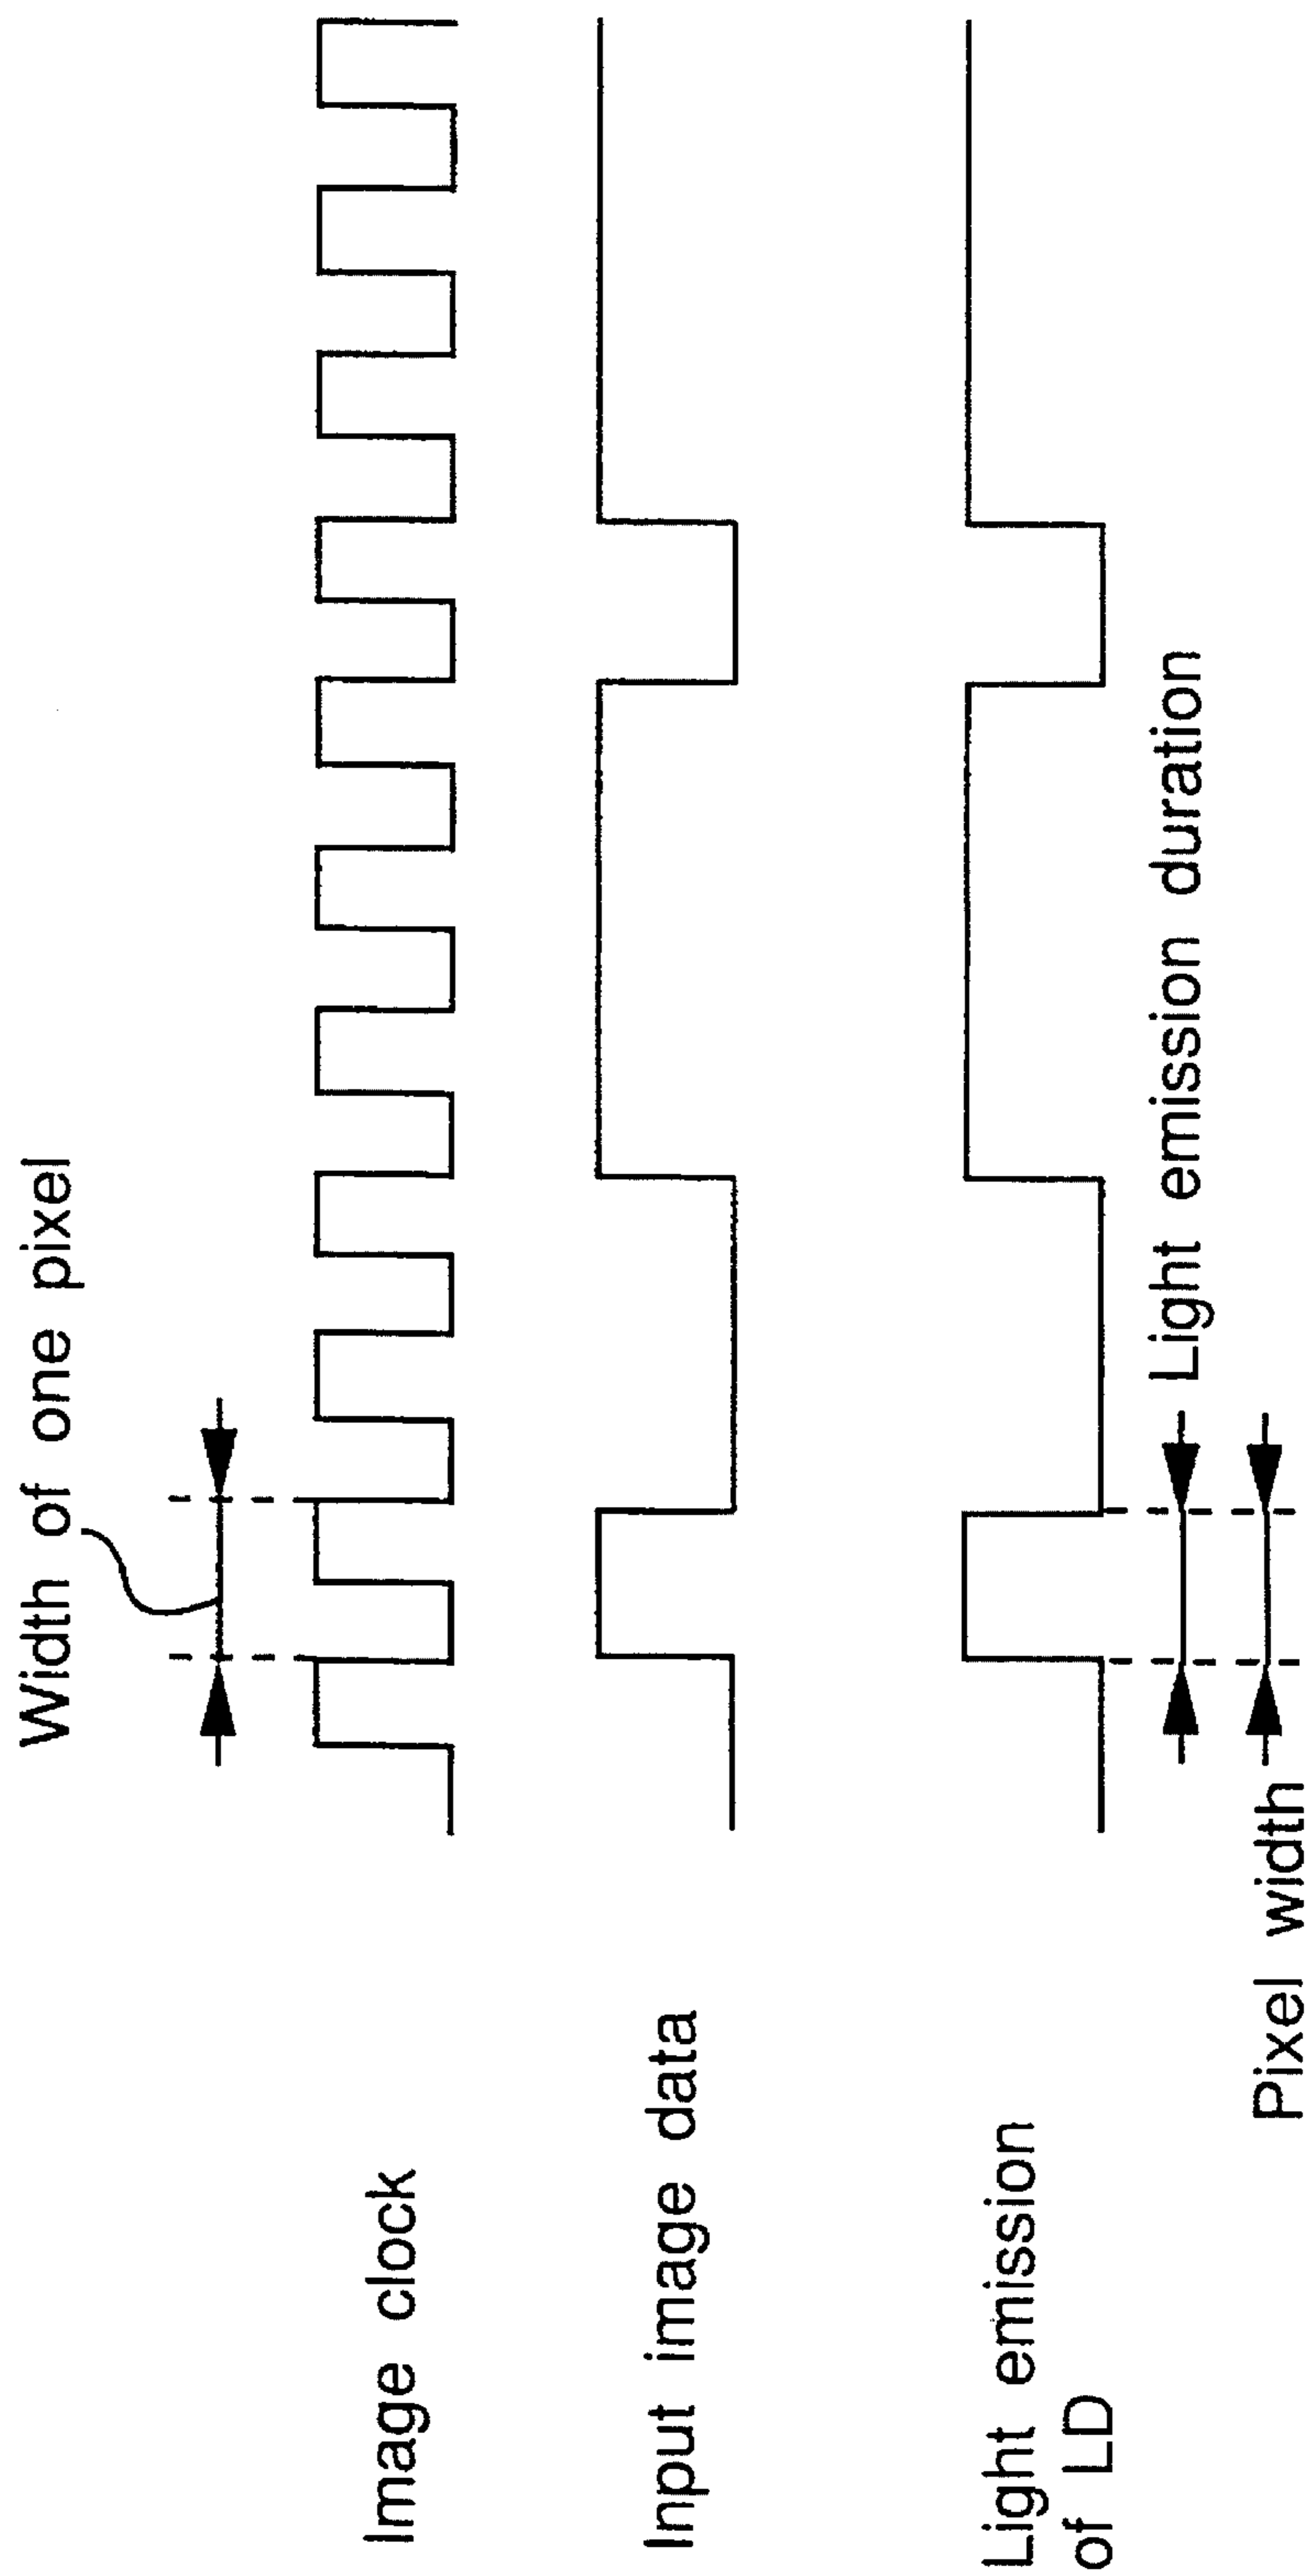 Width of one pixel
Image clock
Input image data
Light emission
of LD
Light emission duration
Pixel width